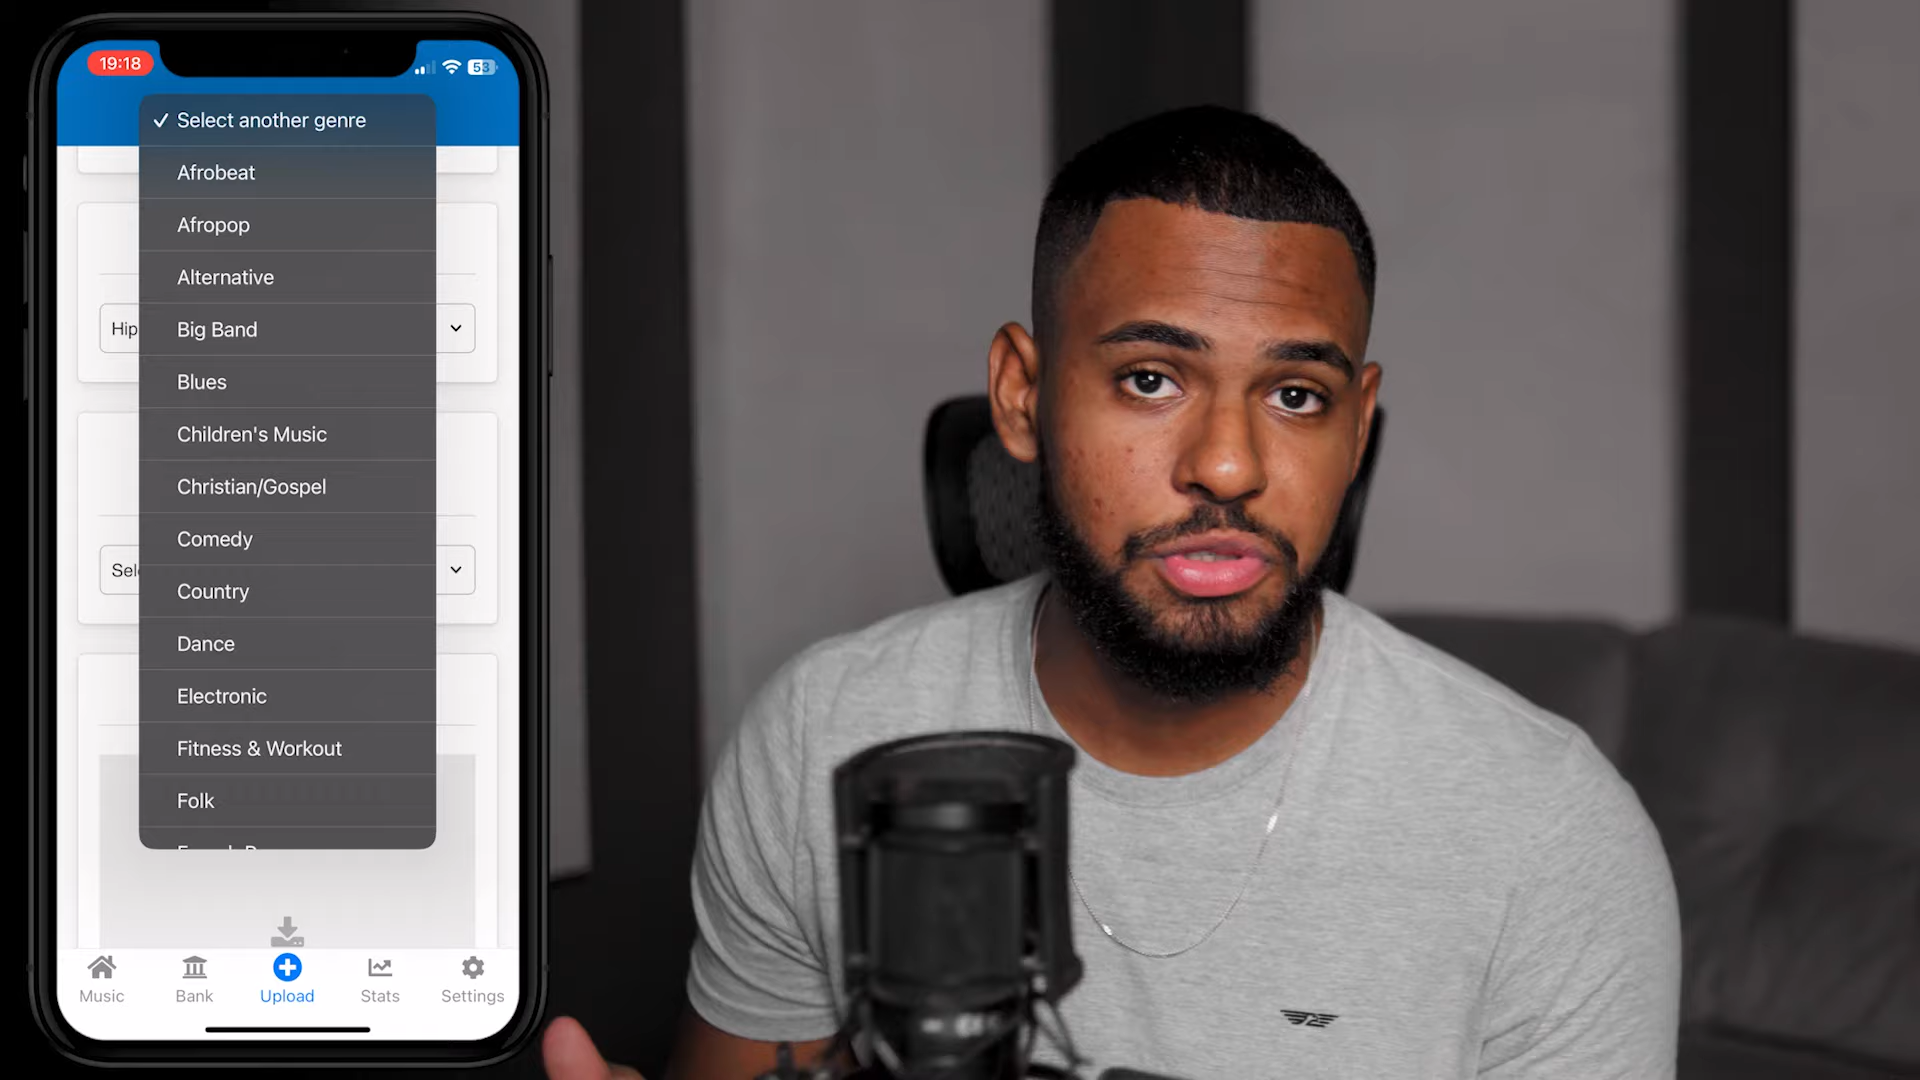 19:18
53
✓ Select another genre
Afrobeat
Afropop
Alternative
Hip
Big Band
Blues
Children's Music
Christian/Gospel
Comedy
Sel
Country
Dance
Electronic
Fitness & Workout
Folk
Music
Bank
Upload
Stats
Settings